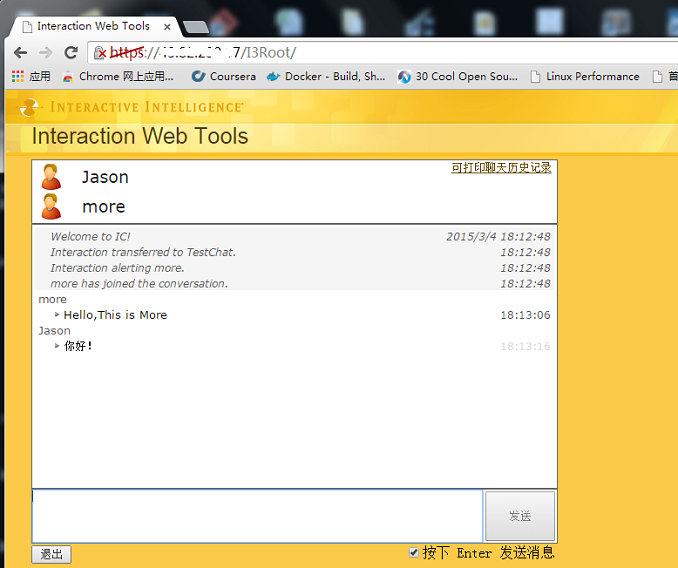 Interaction Web Tools
https:// 7/I3Root/
应用 Chrome 网上应用... Coursera Docker - Build, Sh... 30 Cool Open Sou... Linux Performance 首
INTERACTIVE INTELLIGENCE
Interaction Web Tools
可打印聊天历史记录
Jason
more
Welcome to IC! 2015/3/4 18:12:48
Interaction transferred to TestChat. 18:12:48
Interaction alerting more. 18:12:48
more has joined the conversation. 18:12:48
more
Hello,This is More 18:13:06
Jason
你好! 18:13:16
发送
退出 按下 Enter 发送消息